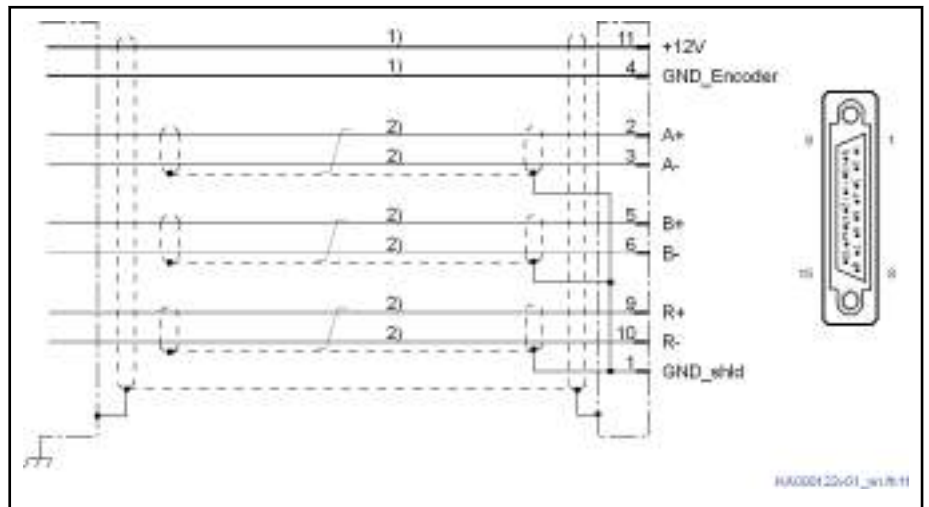 1) 11 +12V
1) 4 GND_Encoder
2) 2 A+
2) 3 A-
2) 5 B+
2) 6 B-
2) 9 R+
2) 10 R-
1 GND_shld
9 1
15 8